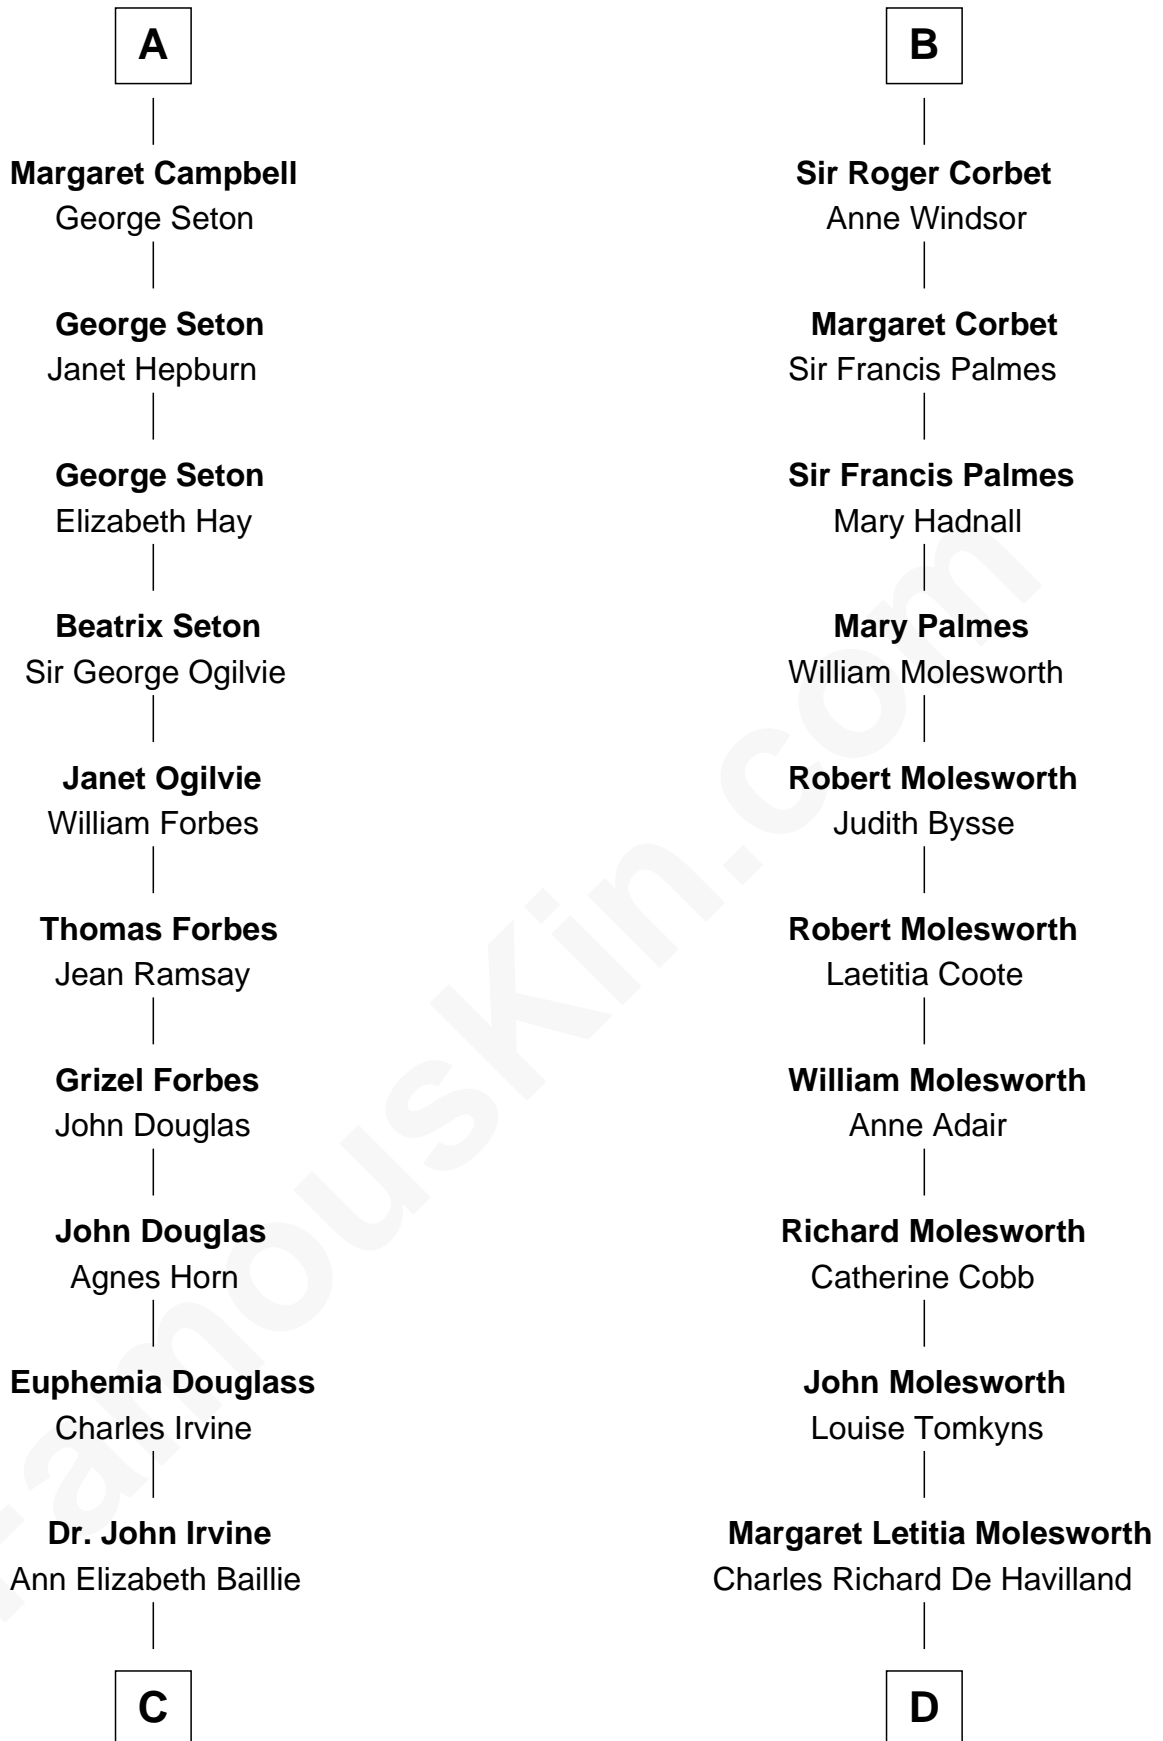 A
Margaret Campbell
George Seton
George Seton
Janet Hepburn
George Seton
Elizabeth Hay
Beatrix Seton
Sir George Ogilvie
Janet Ogilvie
William Forbes
Thomas Forbes
Jean Ramsay
Grizel Forbes
John Douglas
John Douglas
Agnes Horn
Euphemia Douglass
Charles Irvine
Dr. John Irvine
Ann Elizabeth Baillie
C
B
Sir Roger Corbet
Anne Windsor
Margaret Corbet
Sir Francis Palmes
Sir Francis Palmes
Mary Hadnall
Mary Palmes
William Molesworth
Robert Molesworth
Judith Bysse
Robert Molesworth
Laetitia Coote
William Molesworth
Anne Adair
Richard Molesworth
Catherine Cobb
John Molesworth
Louise Tomkyns
Margaret Letitia Molesworth
Charles Richard De Havilland
D
FamousKin.com